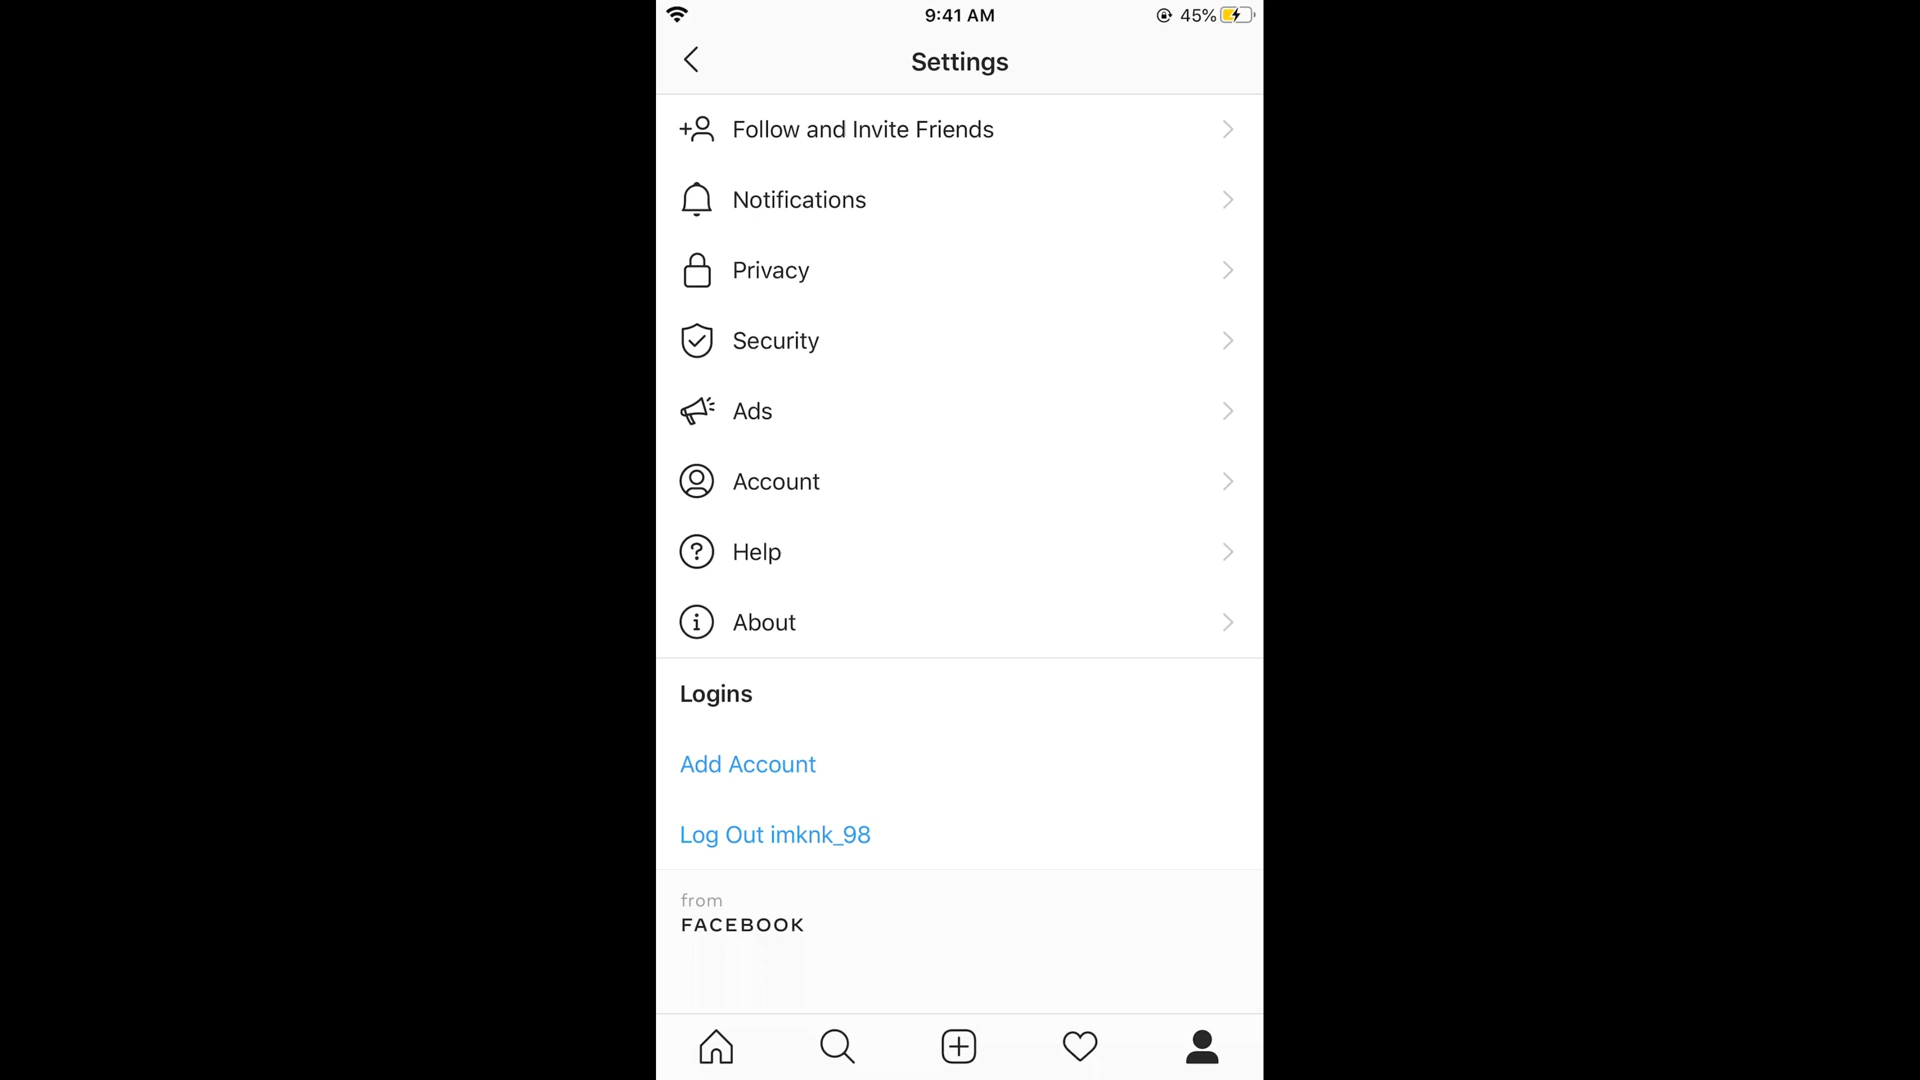 9:41 AM
45%
Settings
Follow and Invite Friends
Notifications
Privacy
Security
Ads
Account
Help
About
Logins
Add Account
Log Out imknk_98
from
FACEBOOK